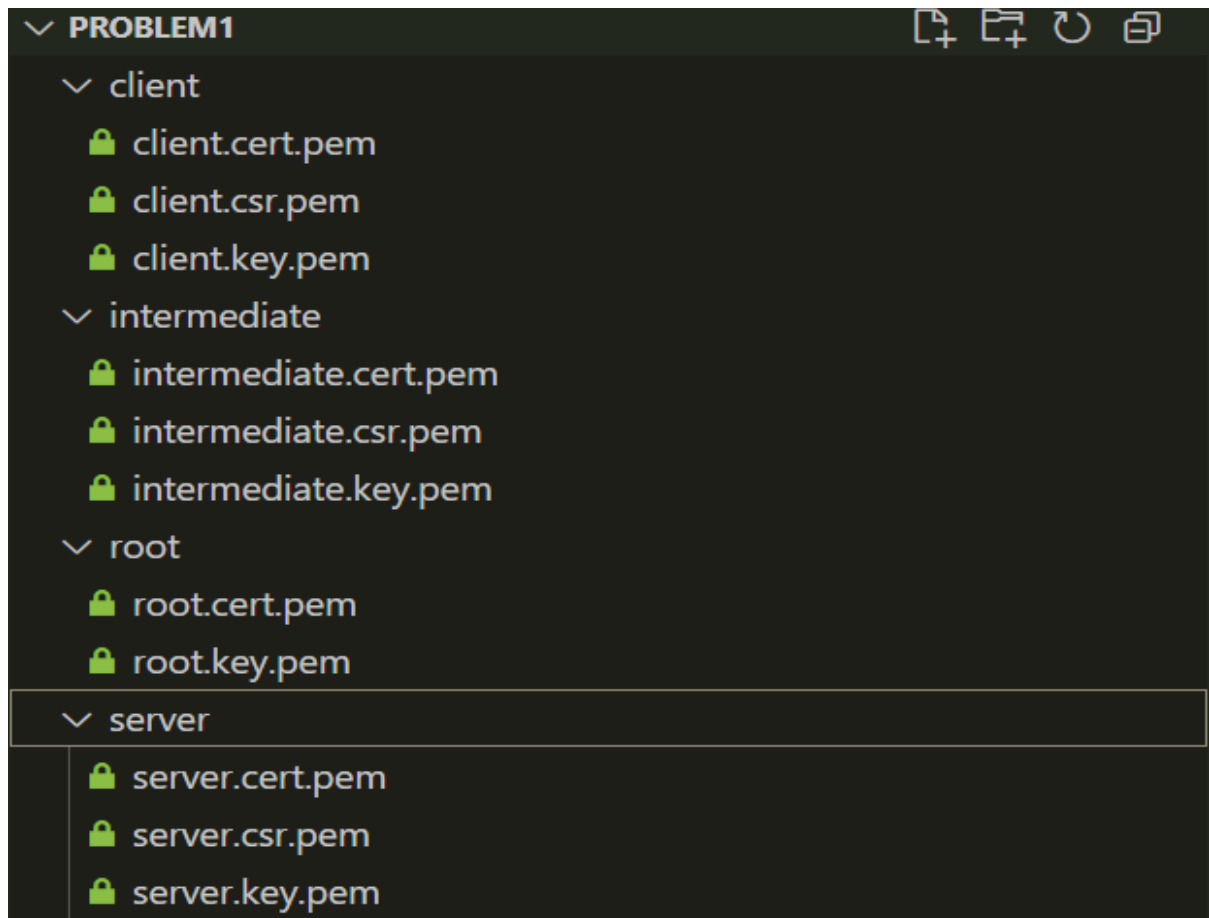 PROBLEM1
client
client.cert.pem
client.csr.pem
client.key.pem
intermediate
intermediate.cert.pem
intermediate.csr.pem
intermediate.key.pem
root
root.cert.pem
root.key.pem
server
server.cert.pem
server.csr.pem
server.key.pem